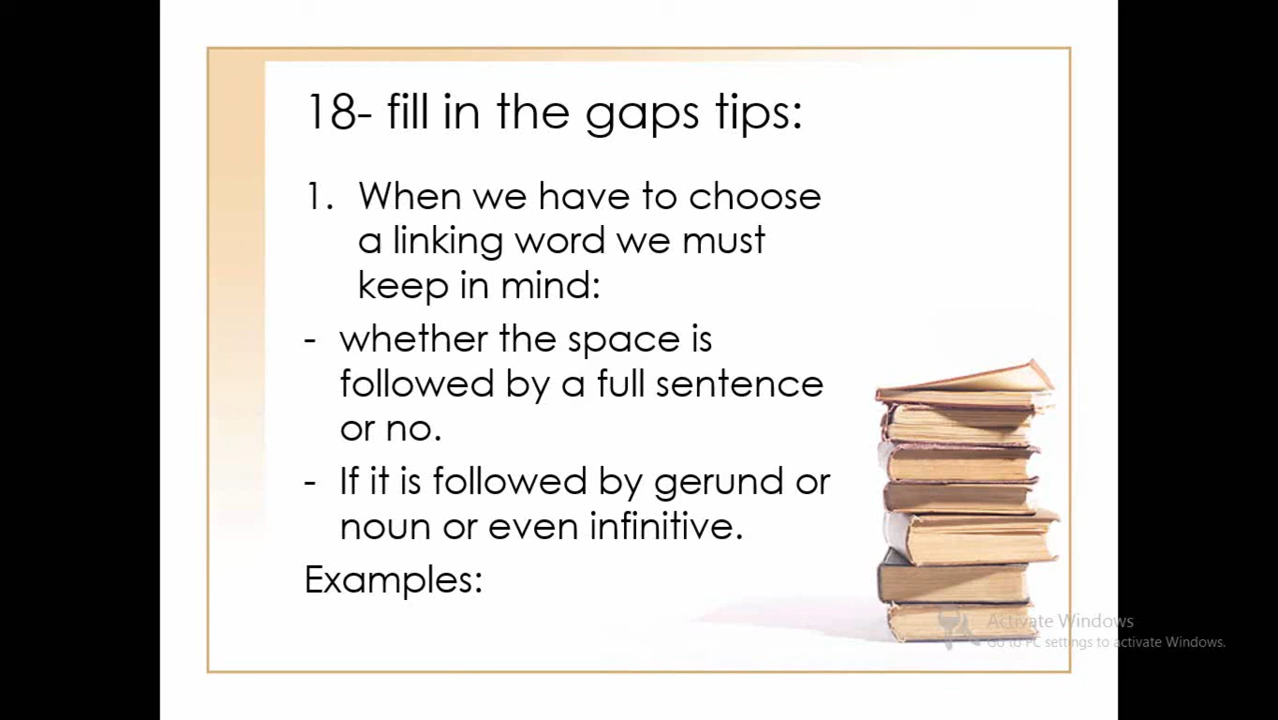 18- fill in the gaps tips:
1. When we have to choose
a linking word we must
keep in mind:
- whether the space is
followed by a full sentence
or no.
- If it is followed by gerund or
noun or even infinitive.
Examples:
Activate Windows
Go to PC settings to activate Windows.